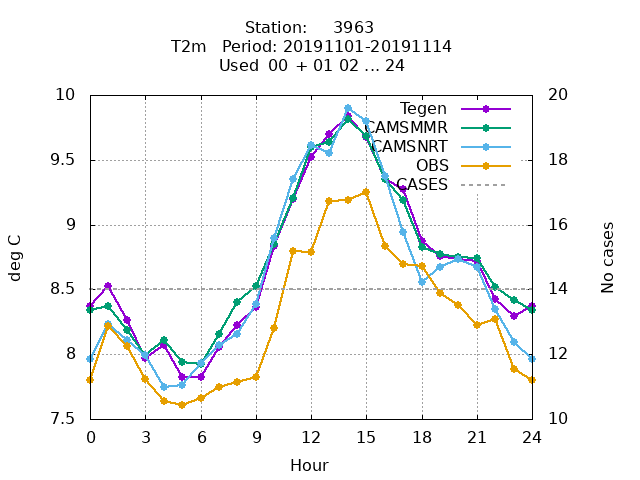 Station: 3963
T2m Period: 20191101-20191114
Used 00 + 01 02 ... 24
10
9.5
9
8.5
8
7.5
deg C
20
18
16
14
12
10
No cases
Tegen
CAMSMMR
CAMSNRT
OBS
CASES
0 3 6 9 12 15 18 21 24
Hour